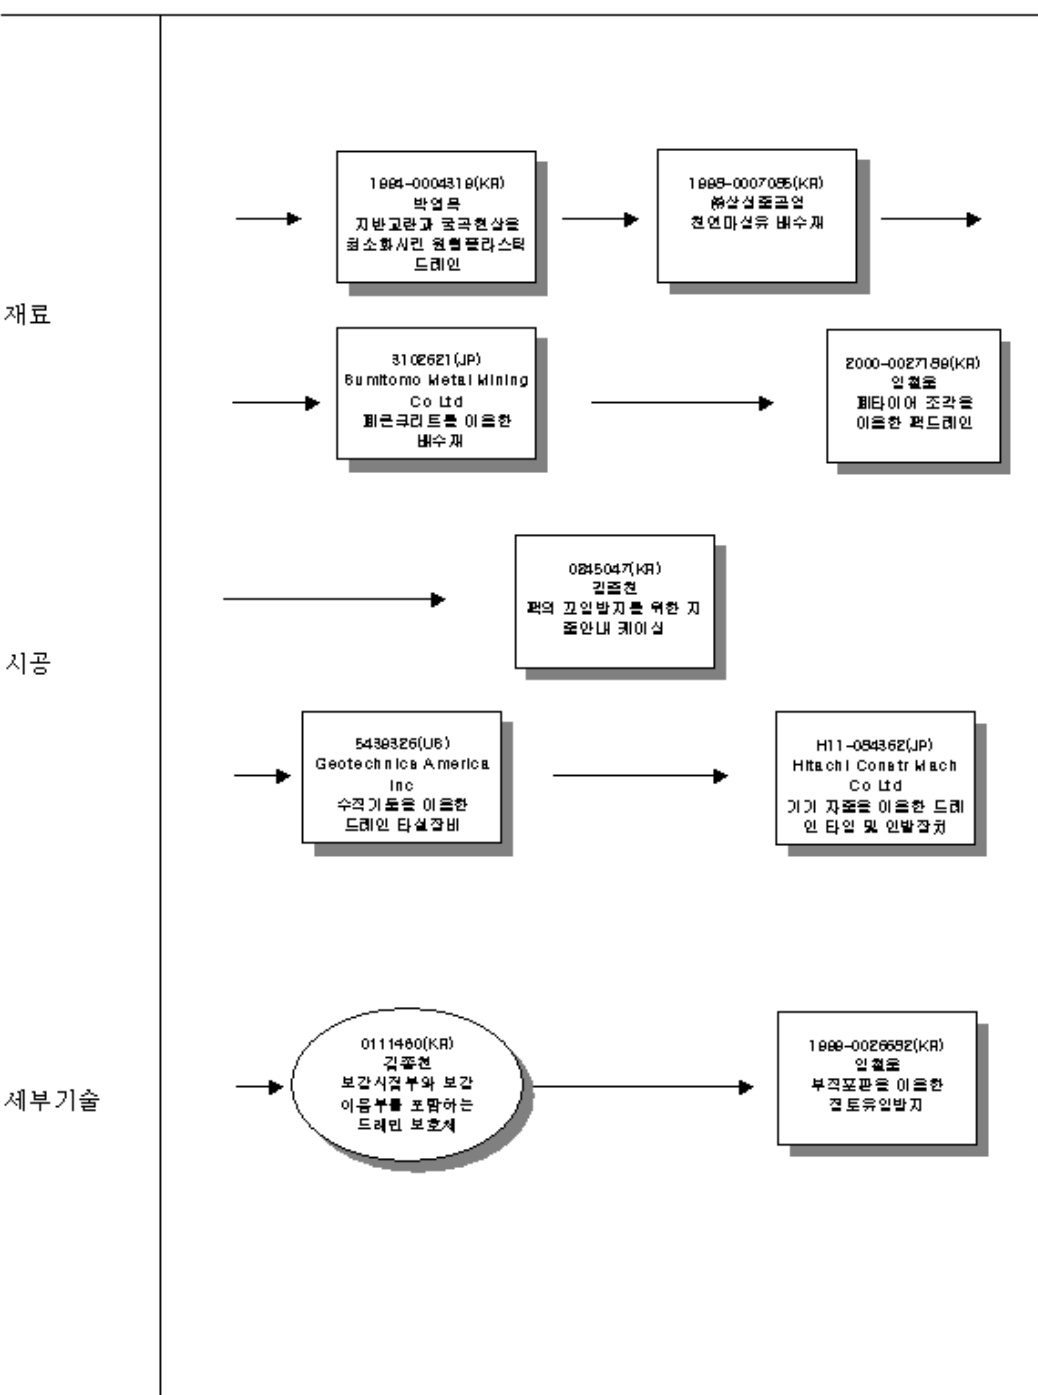 재료
1994-0004319(KR)
박영목
지반교란과 굴곡현상을
최소화시킨 원형플라스틱
드레인
1995-0007055(KR)
㈜삼성중공업
천연마섬유 배수재
3102621(JP)
Sumitomo Metal Mining
Co Ltd
폐콘크리트를 이용한
배수재
2000-0027189(KR)
임철웅
폐타이어 조각을
이용한 팩드레인
시공
0245047(KR)
김종천
팩의 꼬임방지를 위한 지
중안내 케이싱
5439326(US)
Geotechnics America
Inc
수직기둥을 이용한
드레인 타설장비
H11-084362(JP)
Hitachi Constr Mach
Co Ltd
기기 자중을 이용한 드레
인 타입 및 인발장치
세부기술
0111460(KR)
김종천
보강시점부와 보강
이음부를 포함하는
드레인 보호체
1999-0026692(KR)
임철웅
부직포판을 이용한
점토유입방지